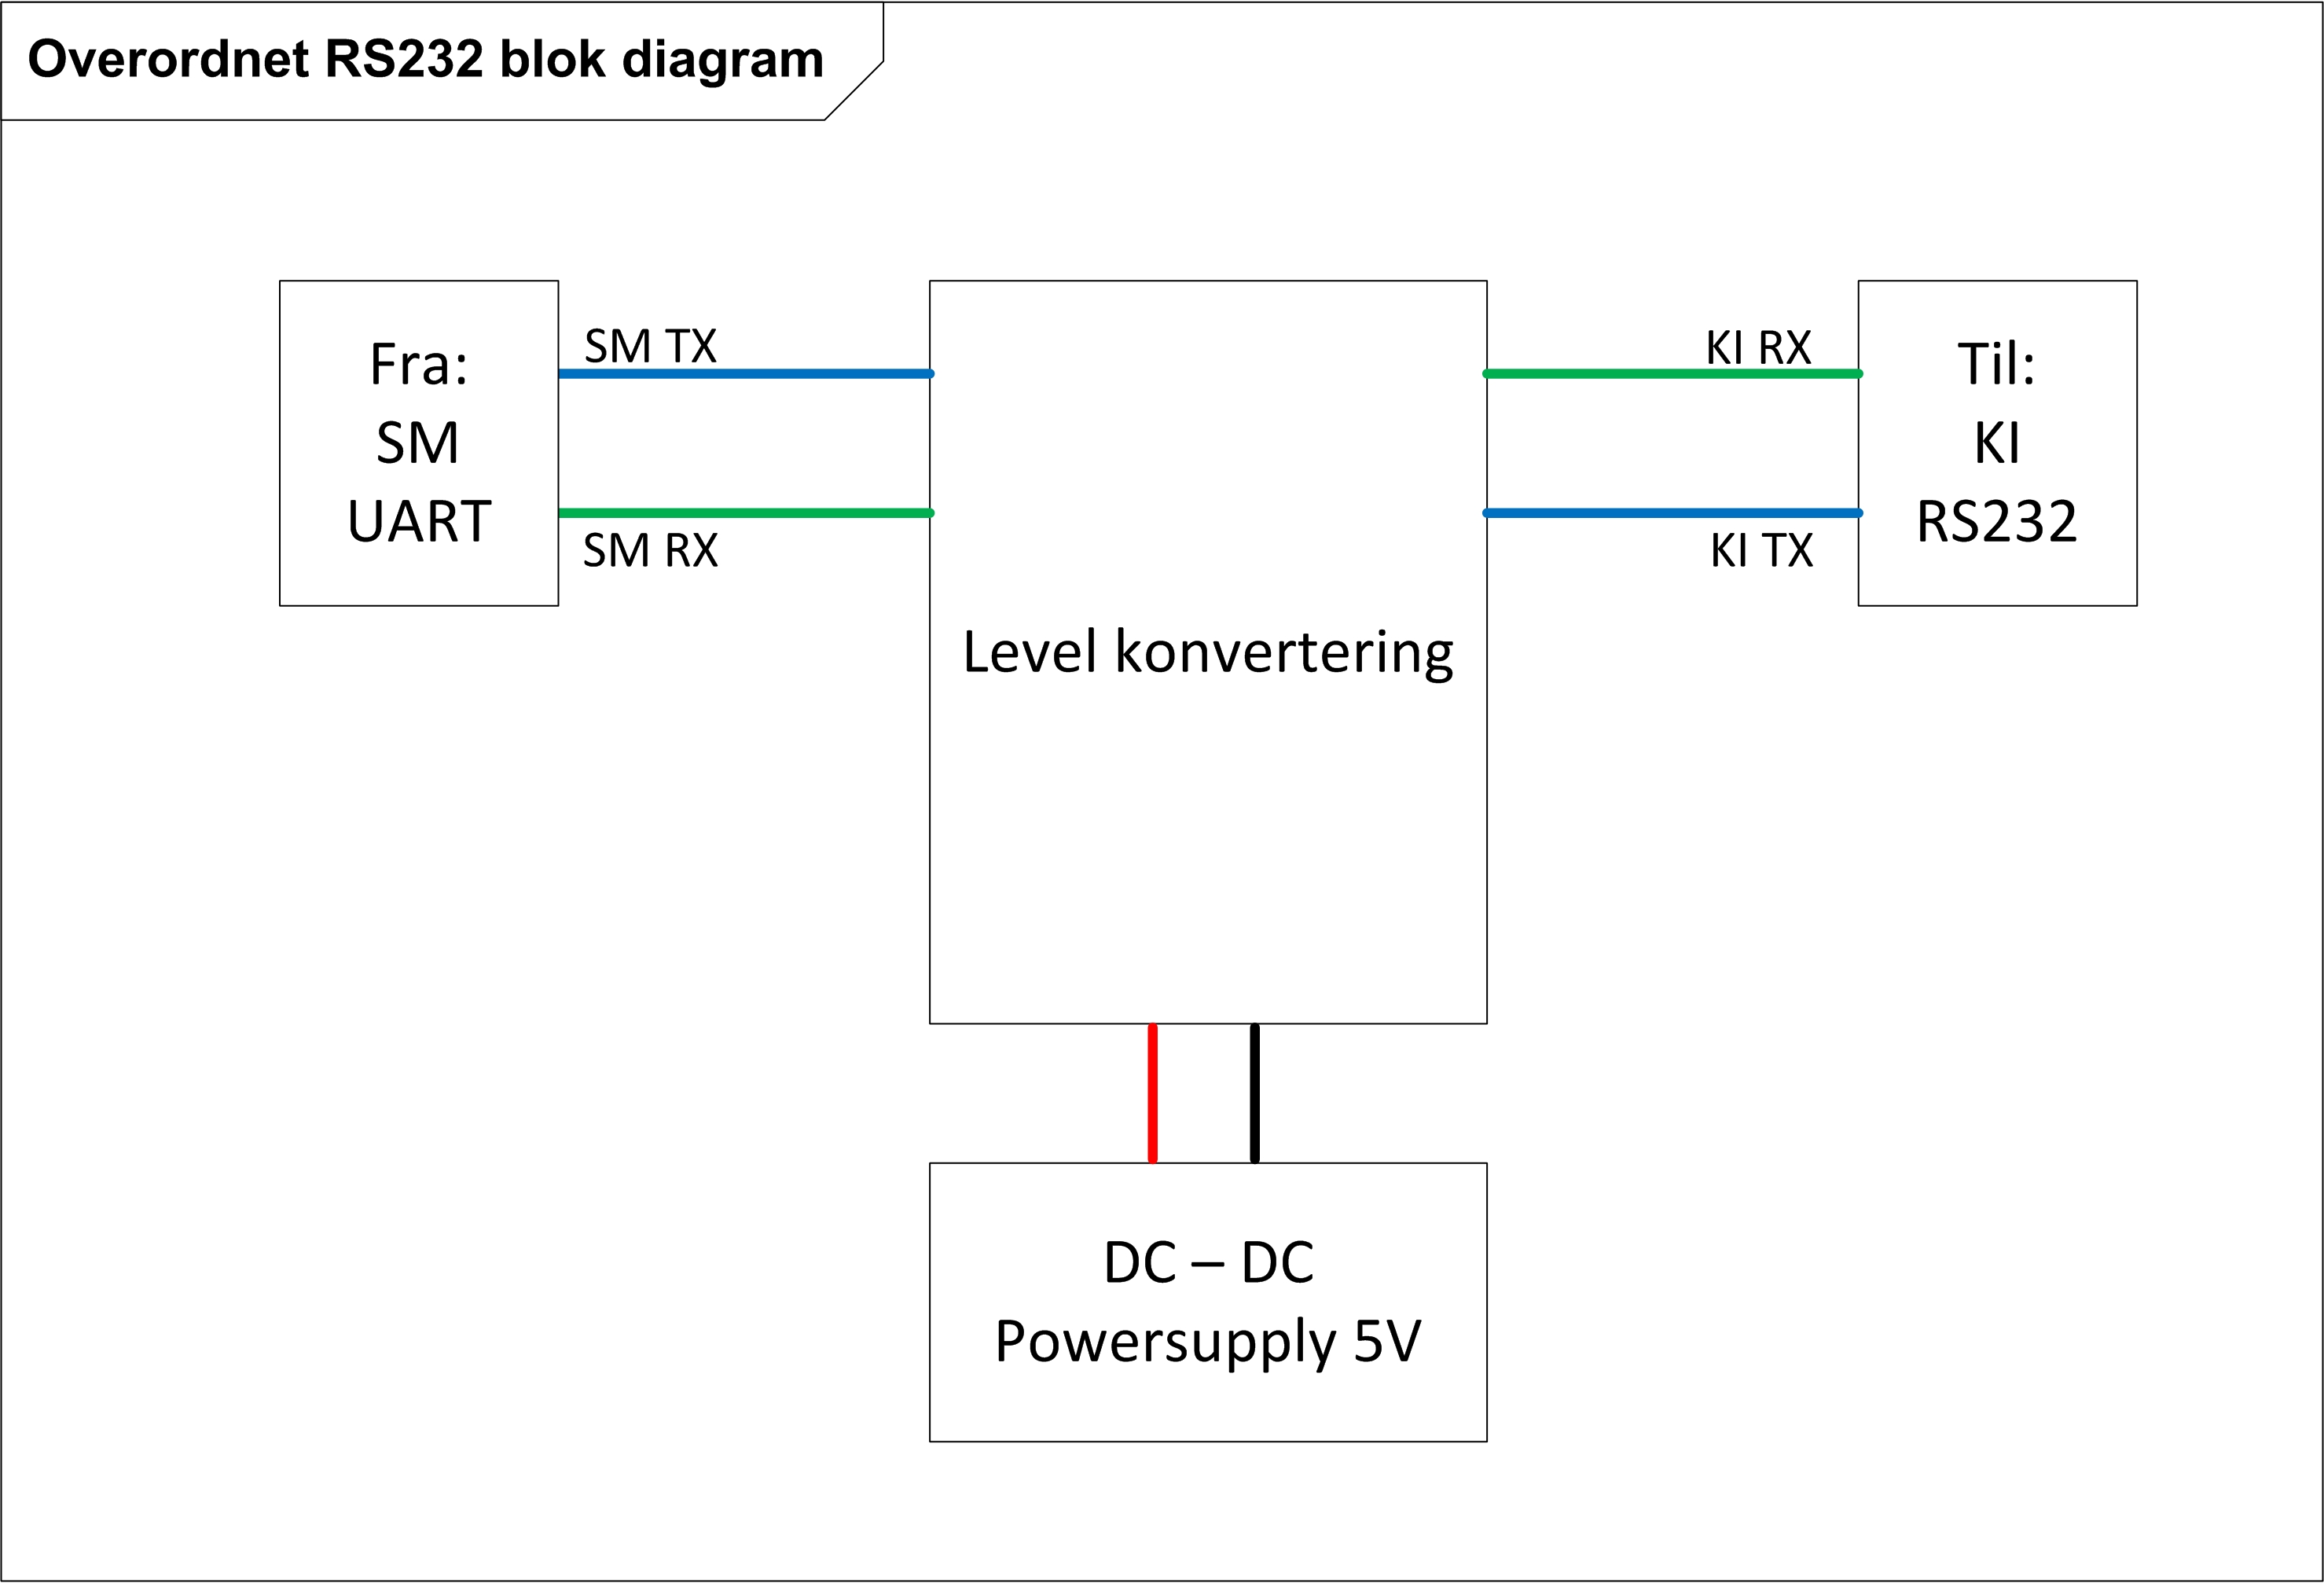 Overordnet RS232 blok diagram
Fra:
SM
UART
SM TX
SM RX
Level konvertering
KI RX
KI TX
Til:
KI
RS232
DC – DC
Powersupply 5V